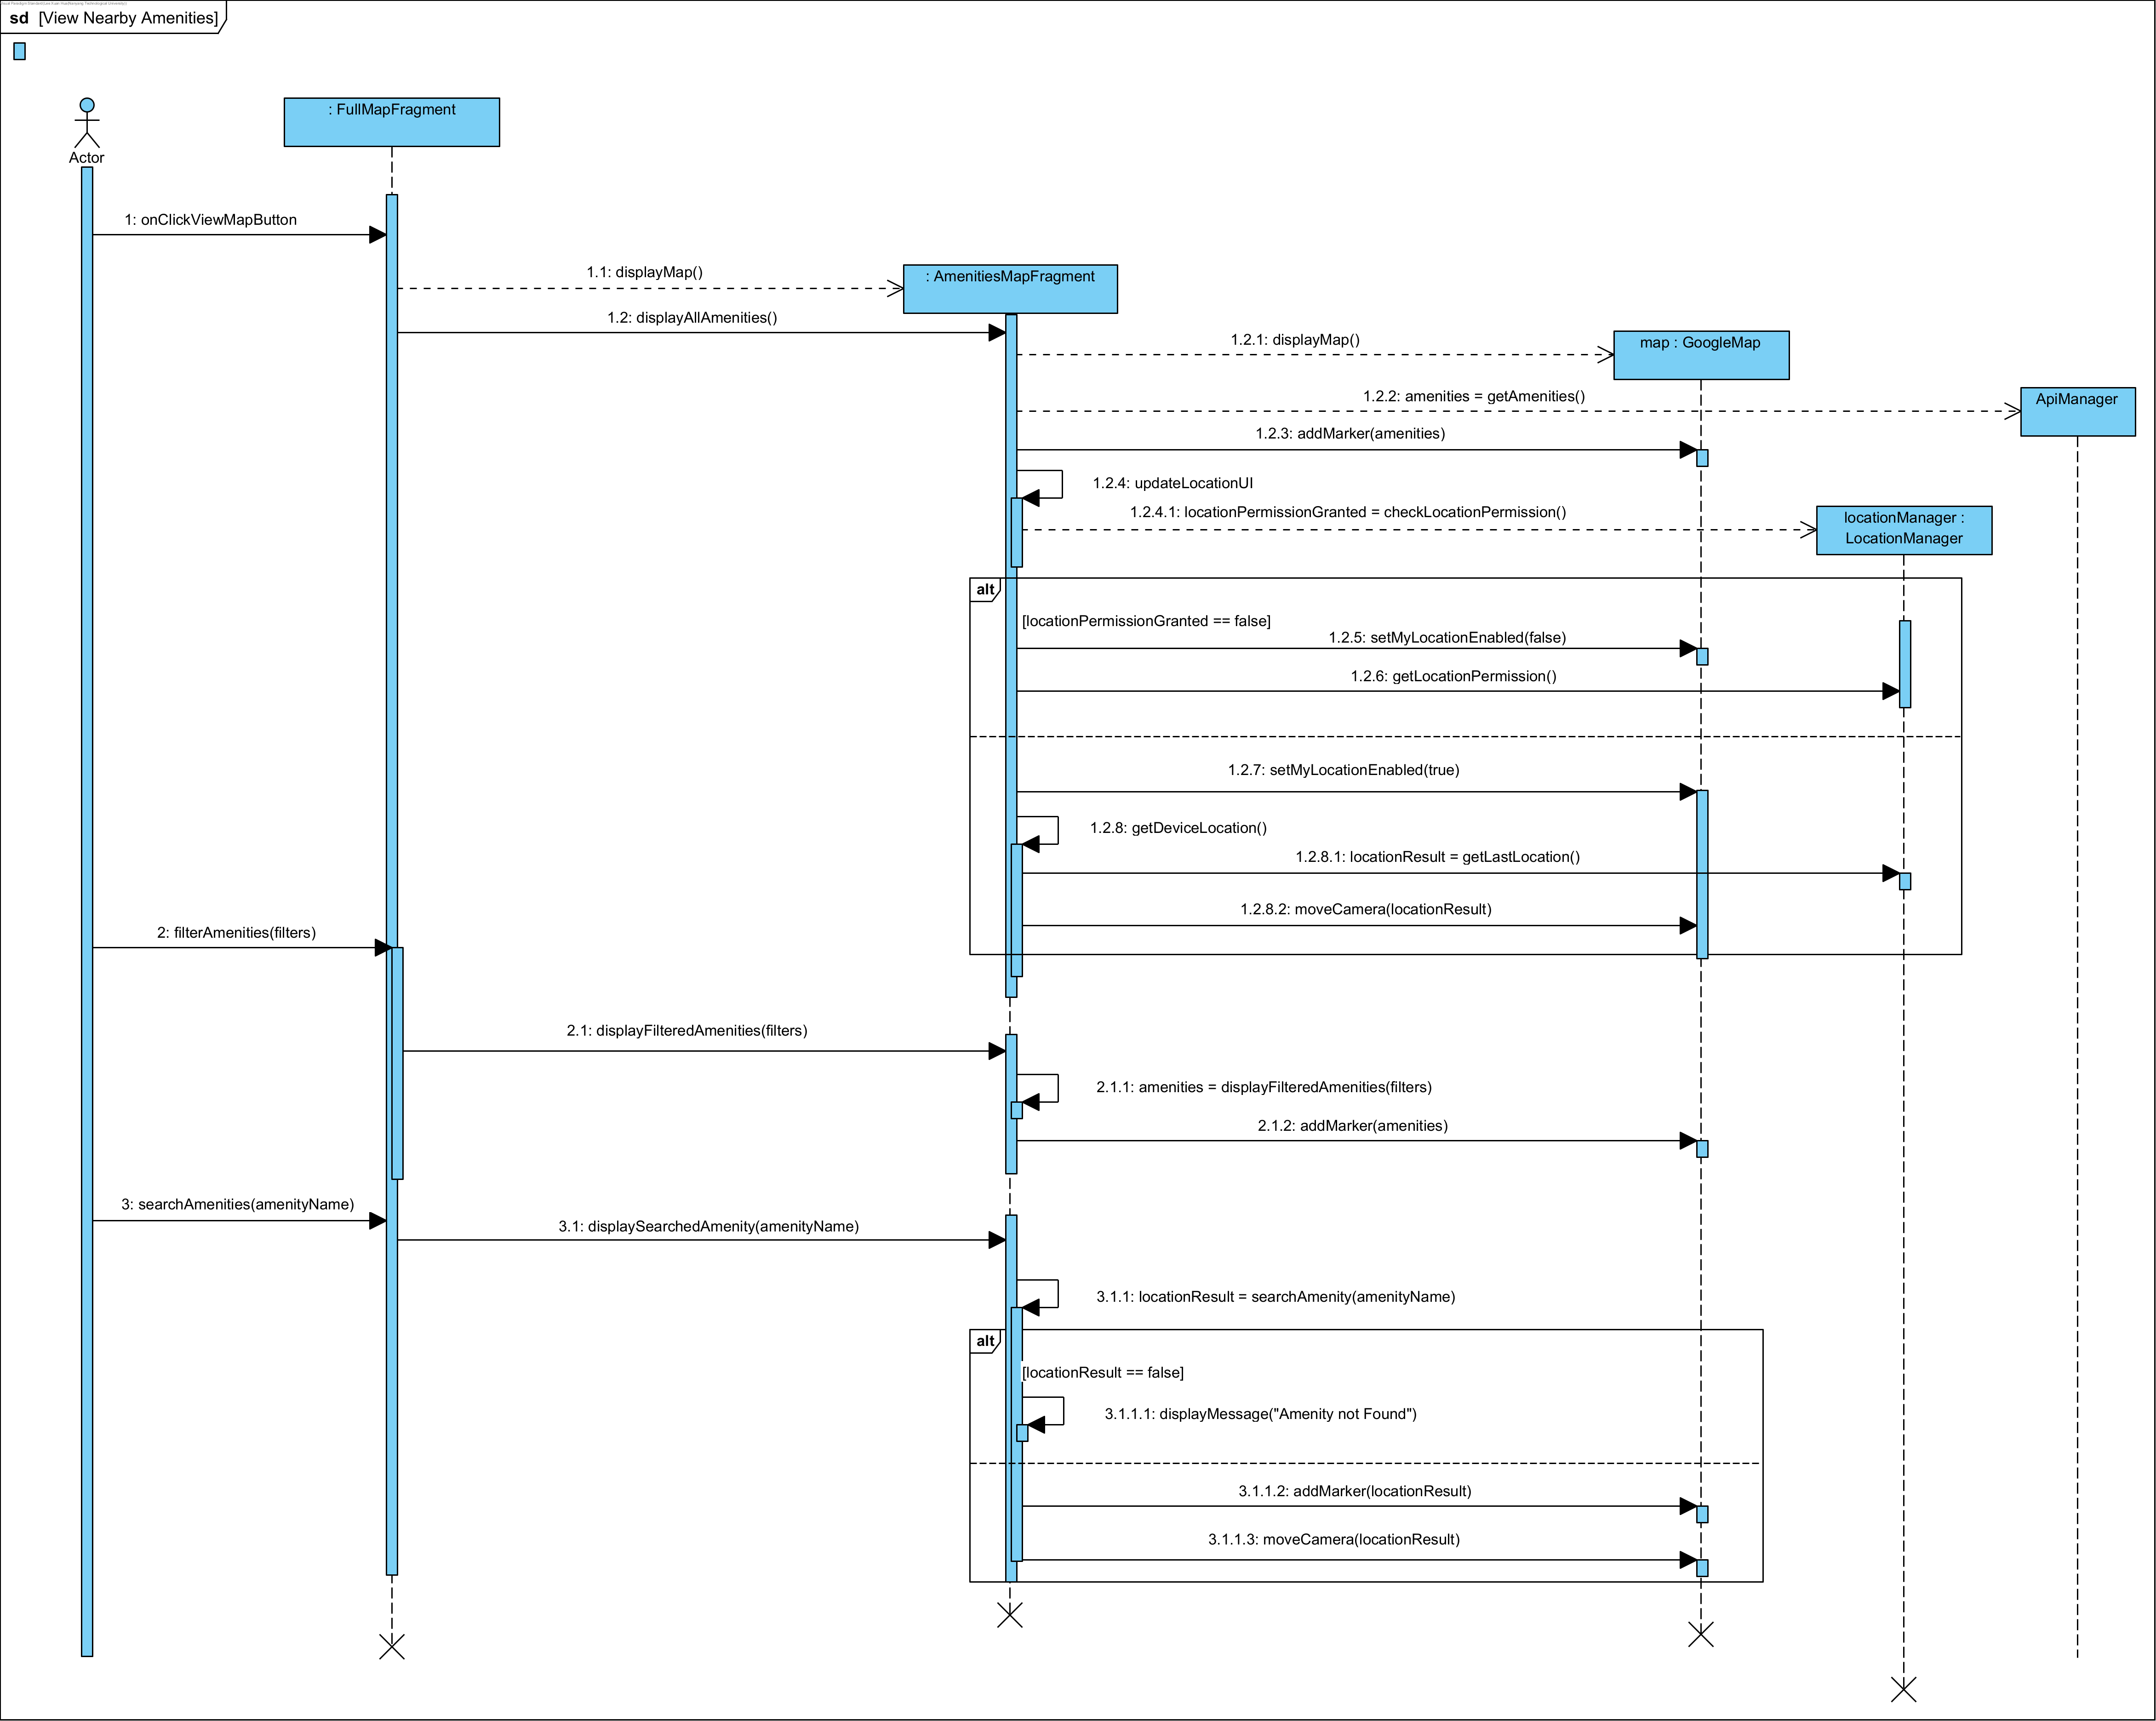 sd [View Nearby Amenities]
Actor
: FullMapFragment
1: onClickViewMapButton
1.1: displayMap()
: AmenitiesMapFragment
1.2: displayAllAmenities()
1.2.1: displayMap()
map : GoogleMap
1.2.2: amenities = getAmenities()
ApiManager
1.2.3: addMarker(amenities)
1.2.4: updateLocationUI
1.2.4.1: locationPermissionGranted = checkLocationPermission()
locationManager :
LocationManager
alt
[locationPermissionGranted == false]
1.2.5: setMyLocationEnabled(false)
1.2.6: getLocationPermission()
1.2.7: setMyLocationEnabled(true)
1.2.8: getDeviceLocation()
1.2.8.1: locationResult = getLastLocation()
1.2.8.2: moveCamera(locationResult)
2: filterAmenities(filters)
2.1: displayFilteredAmenities(filters)
2.1.1: amenities = displayFilteredAmenities(filters)
2.1.2: addMarker(amenities)
3: searchAmenities(amenityName)
3.1: displaySearchedAmenity(amenityName)
3.1.1: locationResult = searchAmenity(amenityName)
alt
[locationResult == false]
3.1.1.1: displayMessage("Amenity not Found")
3.1.1.2: addMarker(locationResult)
3.1.1.3: moveCamera(locationResult)